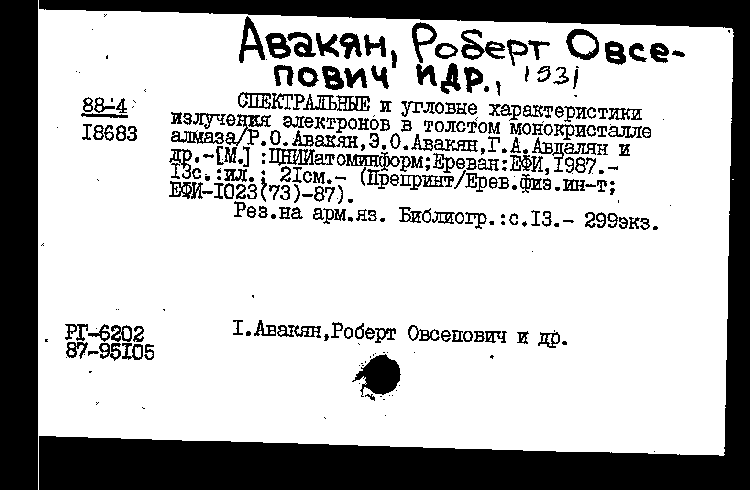 Авакян, Роберт Овсе-
пович и др., 1931
88-4
I8683
СПЕКТРАЛЬНЫЕ и угловые характеристики
излучения электронов в толстом монокристалле
алмаза/Р.О.Авакян,Э.О.Авакян,Г.А.Авдалян и
др.-[М.] :ЦНИИатоминформ;Ереван:ЕФИ,1987.-
13с.:ил.; 21см.- (Препринт/Ерев.физ.ин-т;
ЕФИ-1023(73)-87).
Рез.на арм.яз. Библиогр.:с.13.- 299экз.
РГ-6202
87-95105
I.Авакян,Роберт Овсепович и др.